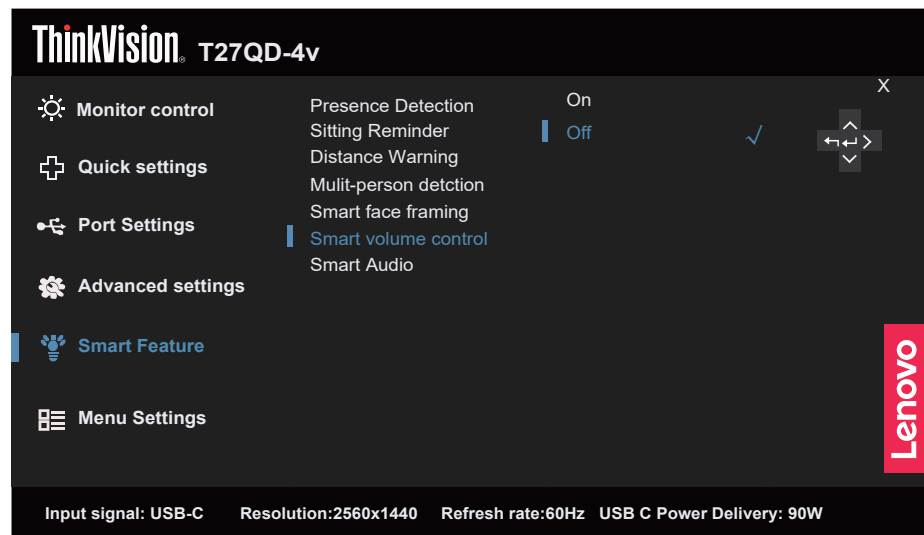 ThinkVision® T27QD-4v
X
Monitor control
Quick settings
Port Settings
Advanced settings
Smart Feature
Menu Settings
Presence Detection
Sitting Reminder
Distance Warning
Mulit-person detction
Smart face framing
Smart volume control
Smart Audio
On
Off √
Lenovo
Input signal: USB-C Resolution:2560x1440 Refresh rate:60Hz USB C Power Delivery: 90W